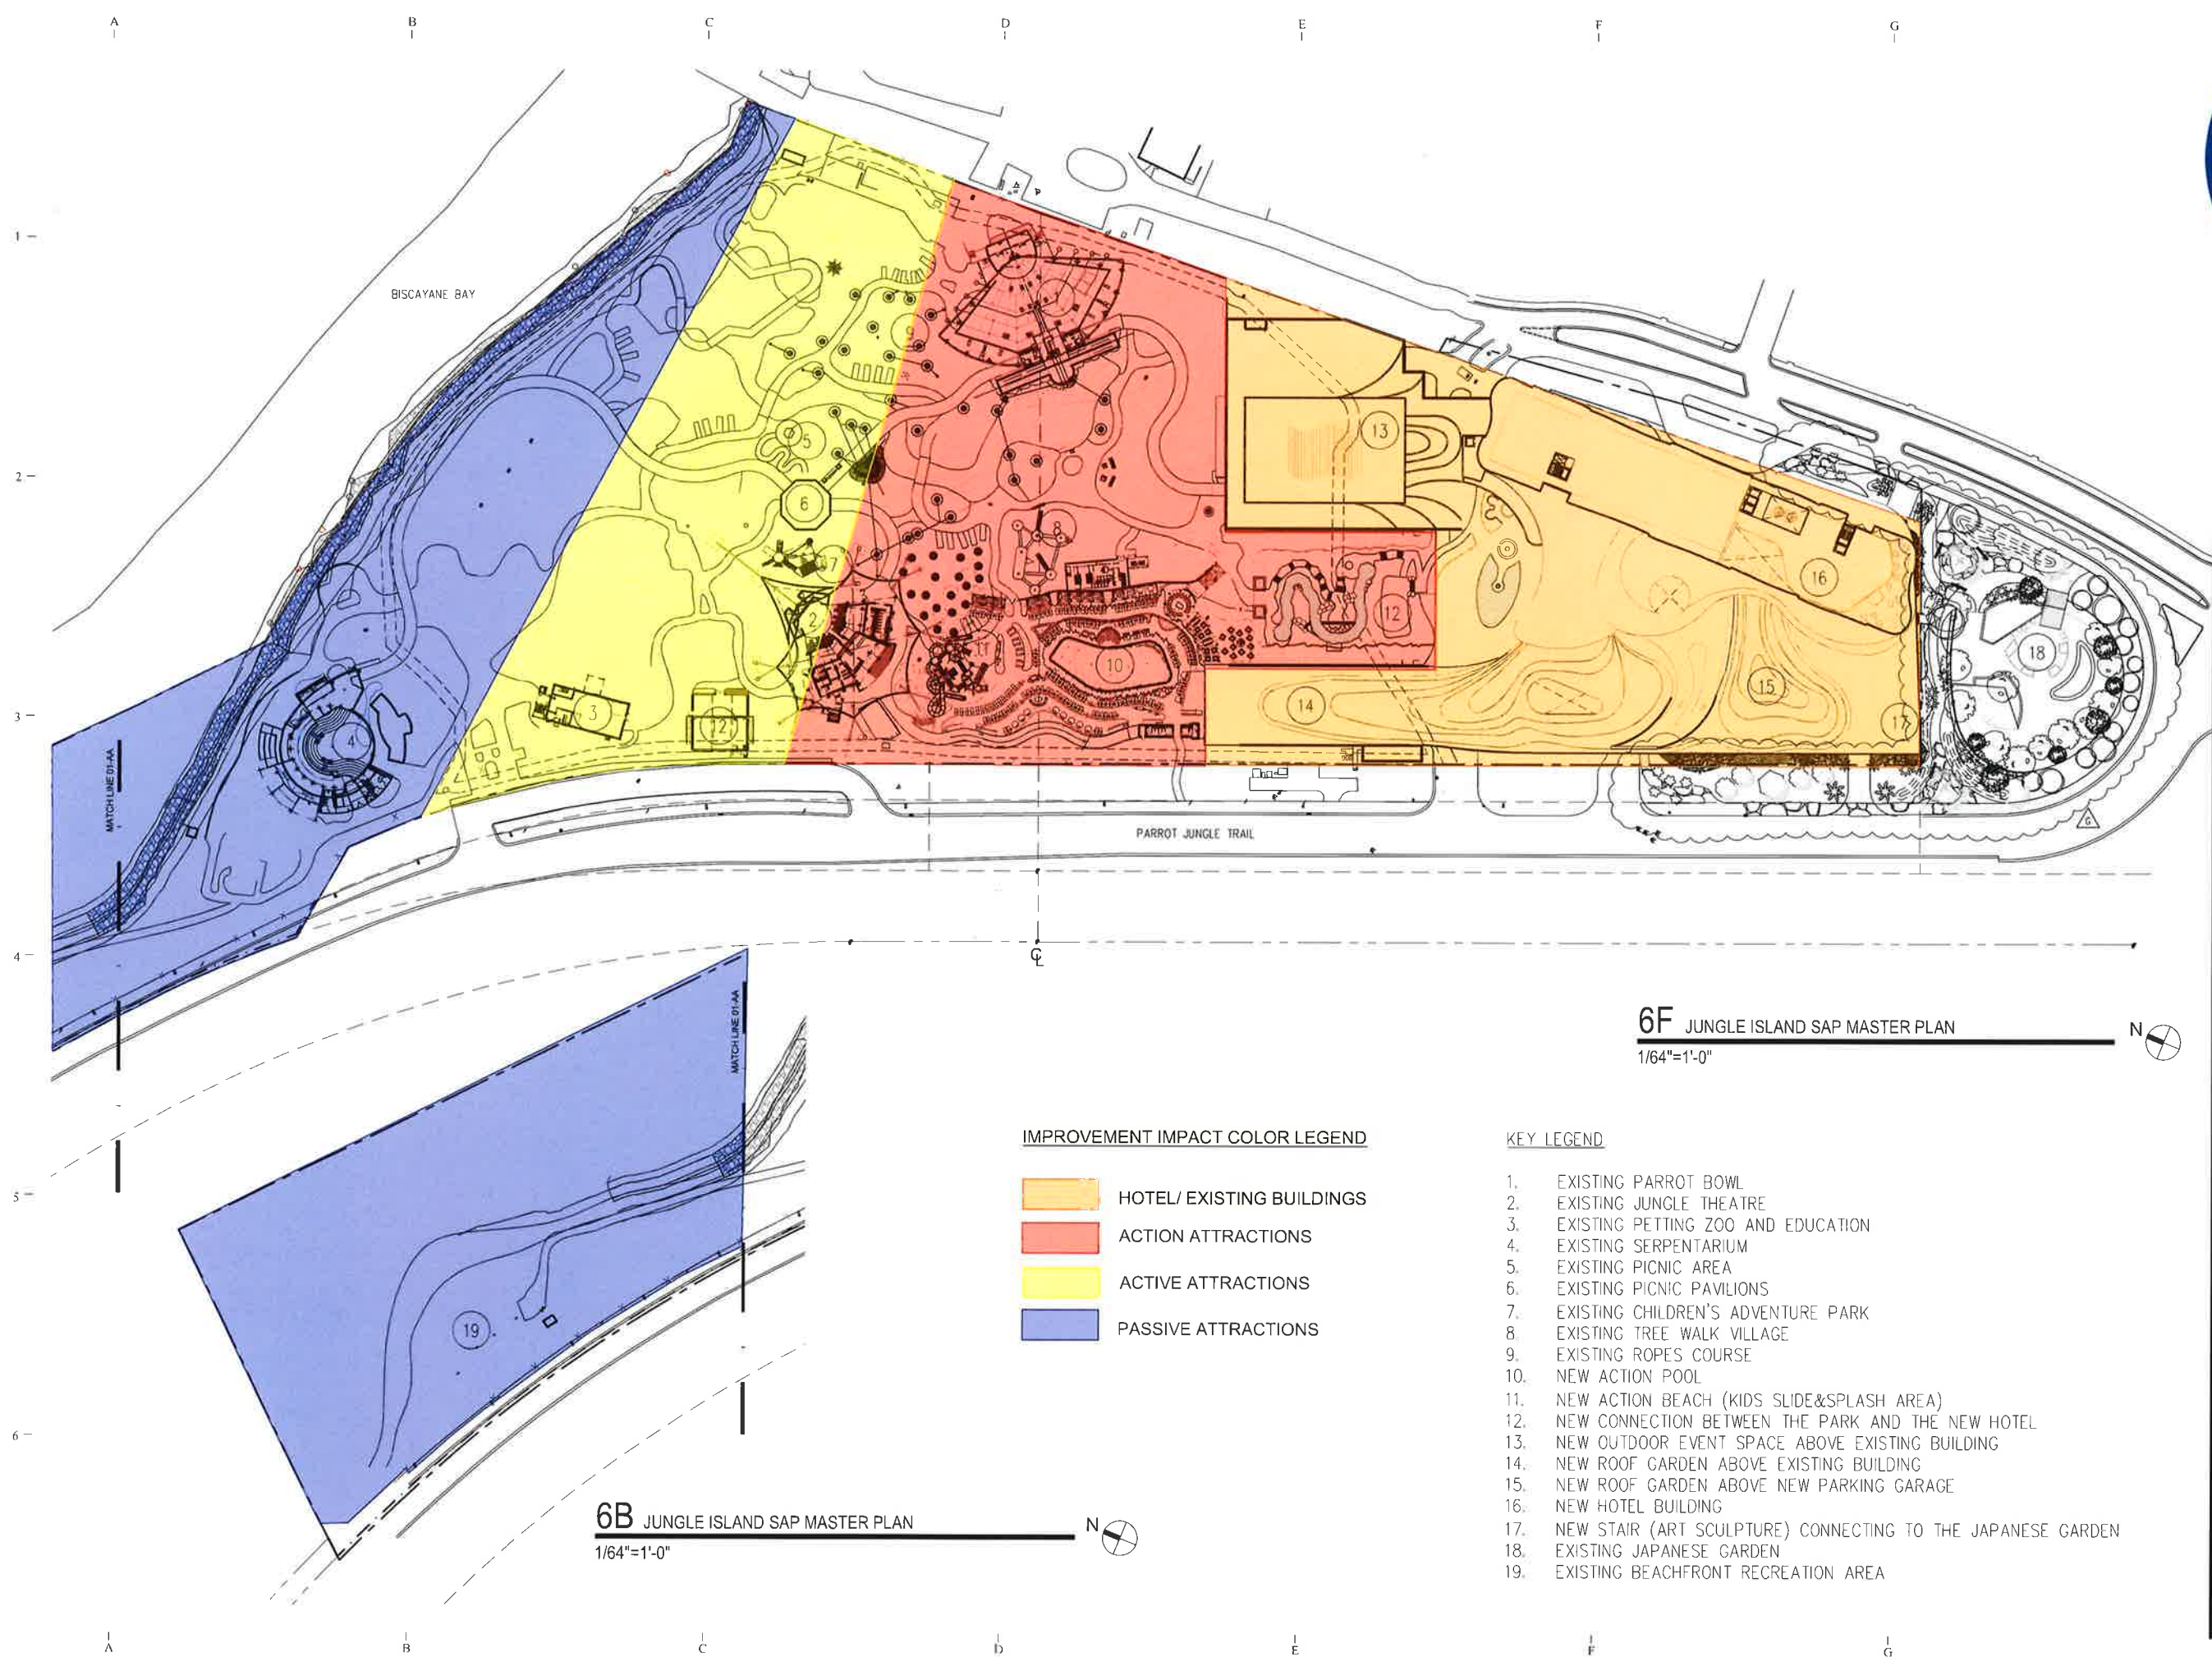 A B C D E F G
1
BISCAYANE BAY
13
5
2
6
7
16
2
12
18
11
10
15
3
12
14
17
3
4
MATCH LINE 01-AA
PARROT JUNGLE TRAIL
G
4
CL
MATCH LINE 01-AA
6F JUNGLE ISLAND SAP MASTER PLAN
1/64"=1'-0"
N
IMPROVEMENT IMPACT COLOR LEGEND
HOTEL/ EXISTING BUILDINGS
ACTION ATTRACTIONS
ACTIVE ATTRACTIONS
PASSIVE ATTRACTIONS
KEY LEGEND
1. EXISTING PARROT BOWL
2. EXISTING JUNGLE THEATRE
3. EXISTING PETTING ZOO AND EDUCATION
4. EXISTING SERPENTARIUM
5. EXISTING PICNIC AREA
6. EXISTING PICNIC PAVILIONS
7. EXISTING CHILDREN'S ADVENTURE PARK
8. EXISTING TREE WALK VILLAGE
9. EXISTING ROPES COURSE
10. NEW ACTION POOL
11. NEW ACTION BEACH (KIDS SLIDE&SPLASH AREA)
12. NEW CONNECTION BETWEEN THE PARK AND THE NEW HOTEL
13. NEW OUTDOOR EVENT SPACE ABOVE EXISTING BUILDING
14. NEW ROOF GARDEN ABOVE EXISTING BUILDING
15. NEW ROOF GARDEN ABOVE NEW PARKING GARAGE
16. NEW HOTEL BUILDING
17. NEW STAIR (ART SCULPTURE) CONNECTING TO THE JAPANESE GARDEN
18. EXISTING JAPANESE GARDEN
19. EXISTING BEACHFRONT RECREATION AREA
5
19
6
6B JUNGLE ISLAND SAP MASTER PLAN
1/64"=1'-0"
N
A B C D E F G